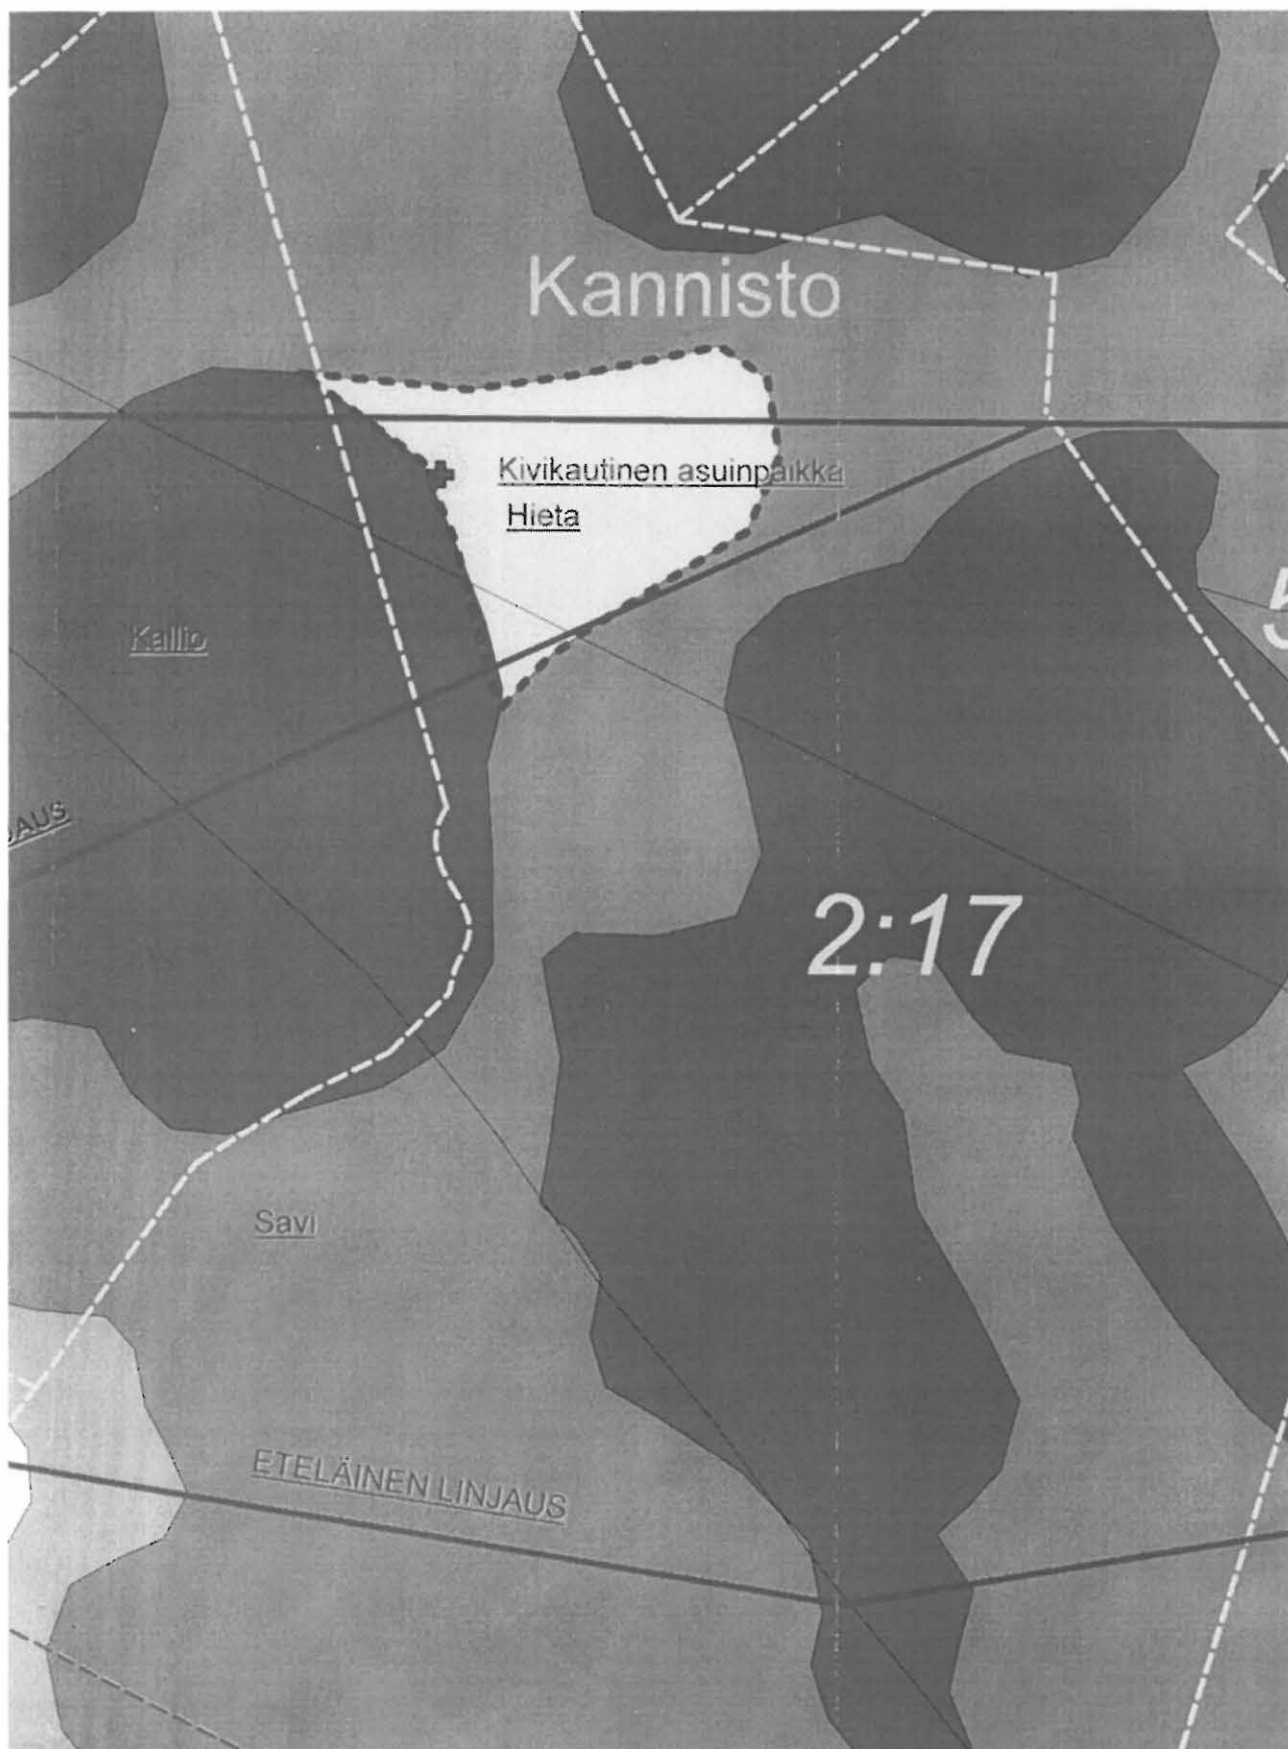 Kannisto
Kivikautinen asuinpaikka
Hieta
Kallio
2:17
Savi
ETELÄINEN LINJAUS